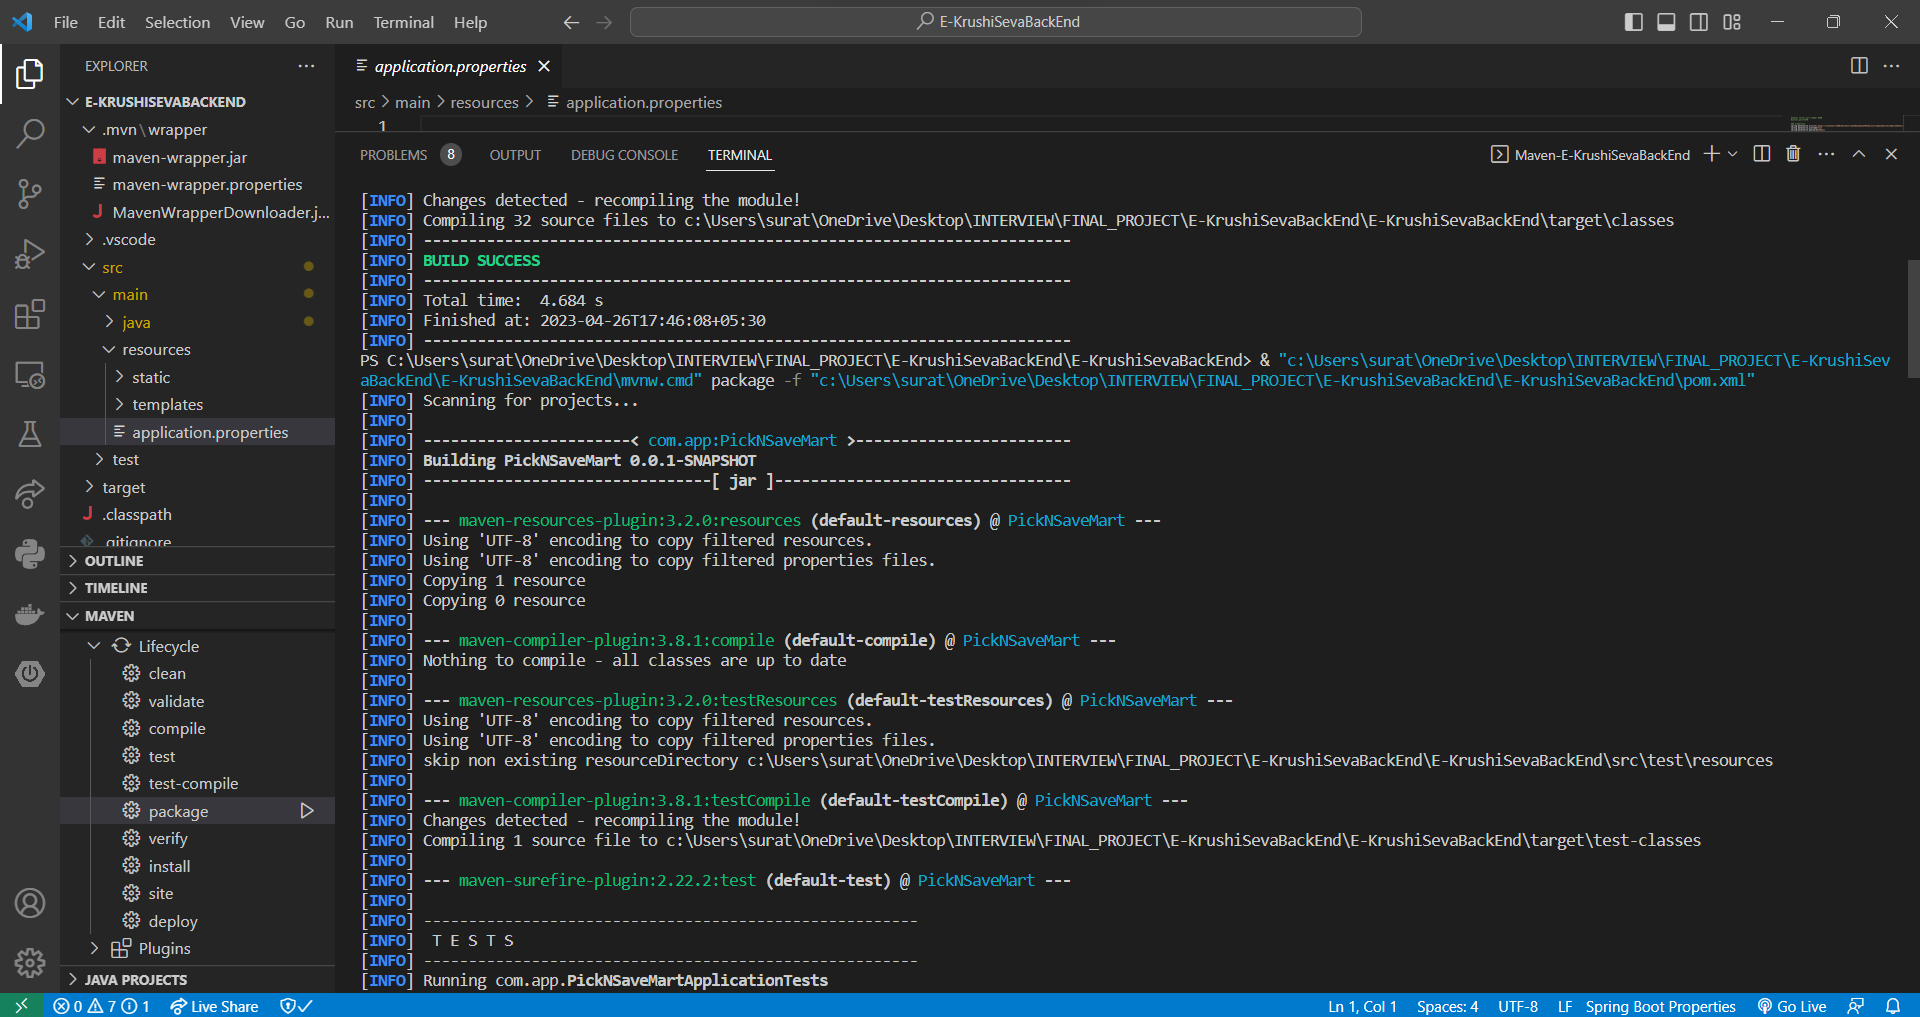 File Edit Selection View Go Run Terminal Help
E-KrushiSevaBackEnd
EXPLORER
E-KRUSHISEVABACKEND
.mvn \ wrapper
maven-wrapper.jar
maven-wrapper.properties
MavenWrapperDownloader.j...
.vscode
src
main
java
resources
static
templates
application.properties
test
target
.classpath
.gitignore
OUTLINE
TIMELINE
MAVEN
Lifecycle
clean
validate
compile
test
test-compile
package
verify
install
site
deploy
Plugins
JAVA PROJECTS
application.properties
src > main > resources > application.properties
1
PROBLEMS 8 OUTPUT DEBUG CONSOLE TERMINAL
Maven-E-KrushiSevaBackEnd
[INFO] Changes detected - recompiling the module!
[INFO] Compiling 32 source files to c:\Users\surat\OneDrive\Desktop\INTERVIEW\FINAL_PROJECT\E-KrushiSevaBackEnd\E-KrushiSevaBackEnd\target\classes
[INFO] ------------------------------------------------------------------------
[INFO] BUILD SUCCESS
[INFO] ------------------------------------------------------------------------
[INFO] Total time:  4.684 s
[INFO] Finished at: 2023-04-26T17:46:08+05:30
[INFO] ------------------------------------------------------------------------
PS C:\Users\surat\OneDrive\Desktop\INTERVIEW\FINAL_PROJECT\E-KrushiSevaBackEnd\E-KrushiSevaBackEnd> & "c:\Users\surat\OneDrive\Desktop\INTERVIEW\FINAL_PROJECT\E-KrushiSev
aBackEnd\E-KrushiSevaBackEnd\mvnw.cmd" package -f "c:\Users\surat\OneDrive\Desktop\INTERVIEW\FINAL_PROJECT\E-KrushiSevaBackEnd\E-KrushiSevaBackEnd\pom.xml"
[INFO] Scanning for projects...
[INFO]
[INFO] -----------------------< com.app:PickNSaveMart >------------------------
[INFO] Building PickNSaveMart 0.0.1-SNAPSHOT
[INFO] --------------------------------[ jar ]---------------------------------
[INFO]
[INFO] --- maven-resources-plugin:3.2.0:resources (default-resources) @ PickNSaveMart ---
[INFO] Using 'UTF-8' encoding to copy filtered resources.
[INFO] Using 'UTF-8' encoding to copy filtered properties files.
[INFO] Copying 1 resource
[INFO] Copying 0 resource
[INFO]
[INFO] --- maven-compiler-plugin:3.8.1:compile (default-compile) @ PickNSaveMart ---
[INFO] Nothing to compile - all classes are up to date
[INFO]
[INFO] --- maven-resources-plugin:3.2.0:testResources (default-testResources) @ PickNSaveMart ---
[INFO] Using 'UTF-8' encoding to copy filtered resources.
[INFO] Using 'UTF-8' encoding to copy filtered properties files.
[INFO] skip non existing resourceDirectory c:\Users\surat\OneDrive\Desktop\INTERVIEW\FINAL_PROJECT\E-KrushiSevaBackEnd\E-KrushiSevaBackEnd\src\test\resources
[INFO]
[INFO] --- maven-compiler-plugin:3.8.1:testCompile (default-testCompile) @ PickNSaveMart ---
[INFO] Changes detected - recompiling the module!
[INFO] Compiling 1 source file to c:\Users\surat\OneDrive\Desktop\INTERVIEW\FINAL_PROJECT\E-KrushiSevaBackEnd\E-KrushiSevaBackEnd\target\test-classes
[INFO]
[INFO] --- maven-surefire-plugin:2.22.2:test (default-test) @ PickNSaveMart ---
[INFO]
[INFO] -------------------------------------------------------
[INFO]  T E S T S
[INFO] -------------------------------------------------------
[INFO] Running com.app.PickNSaveMartApplicationTests
0 7 1 Live Share Ln 1, Col 1 Spaces: 4 UTF-8 LF Spring Boot Properties Go Live